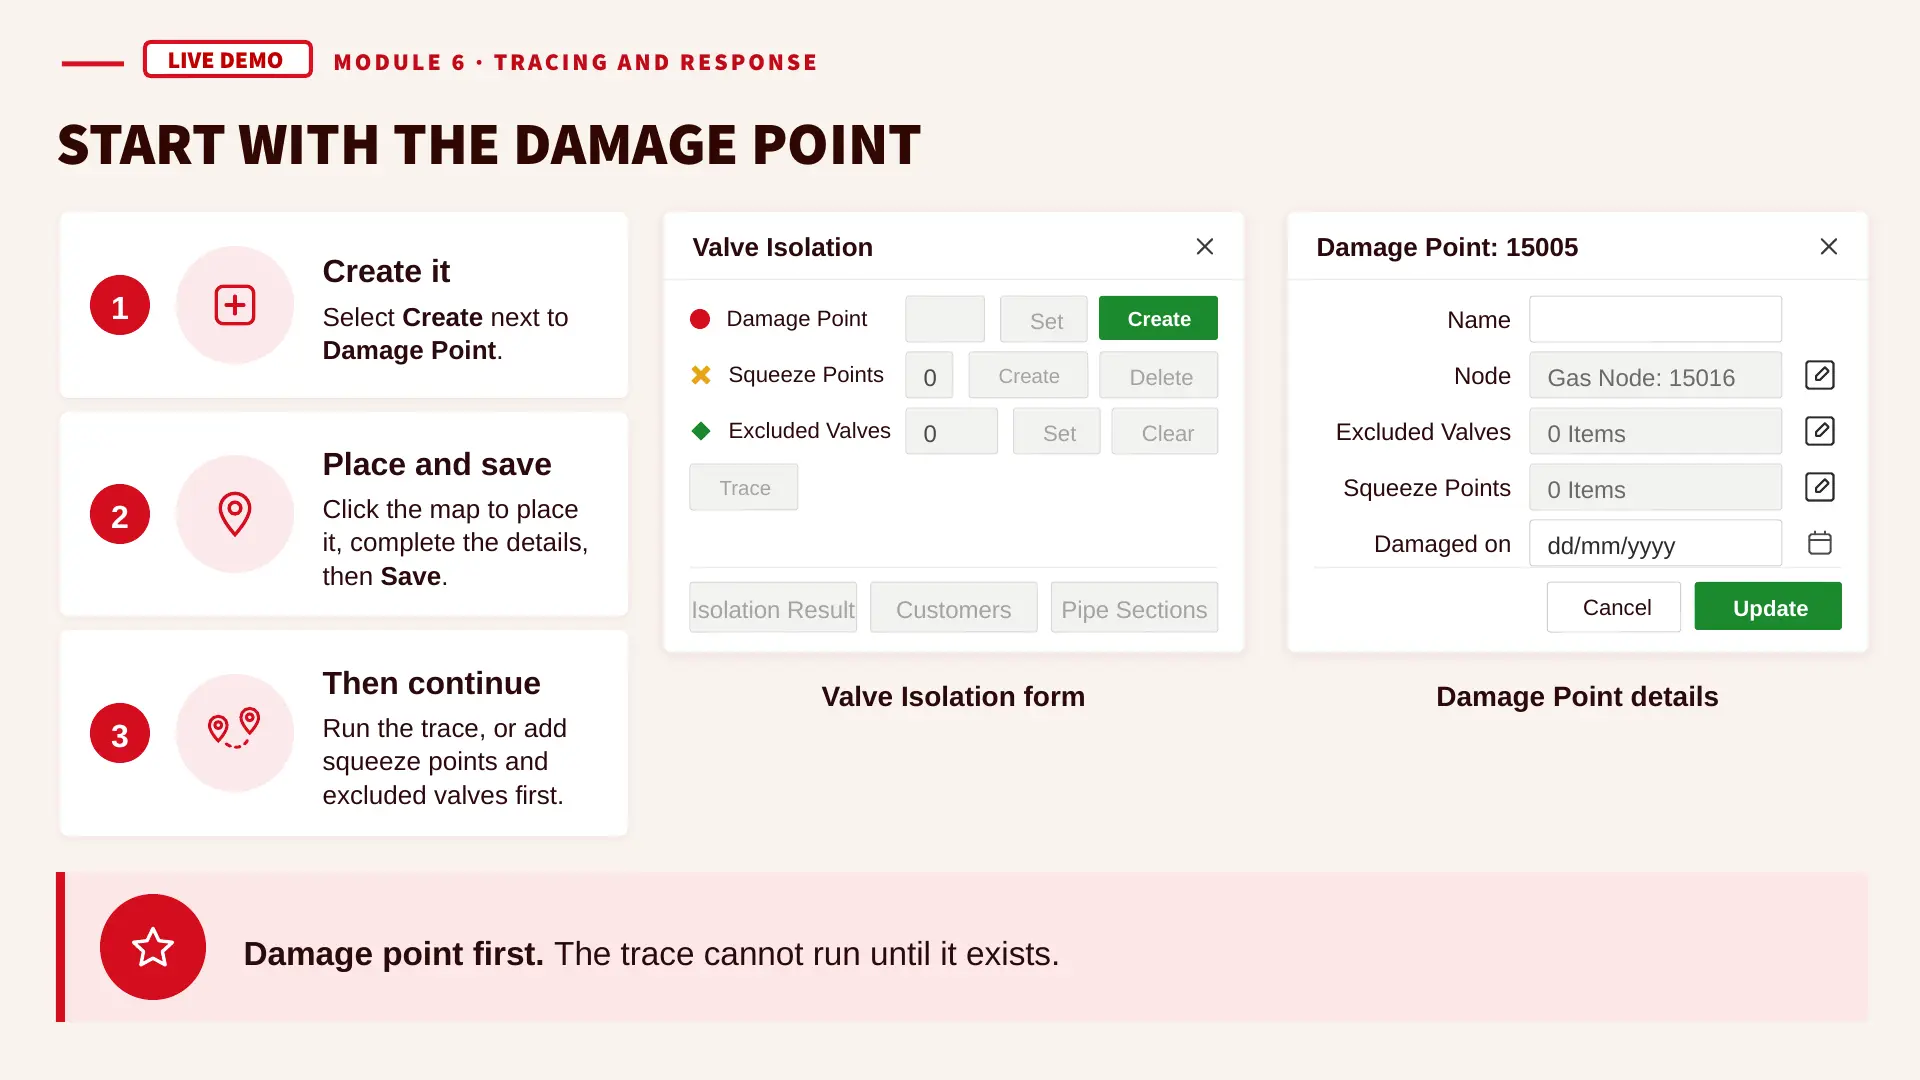 LIVE DEMO
MODULE 6 · TRACING AND RESPONSE
START WITH THE DAMAGE POINT
1
Create it
Select Create next to
Damage Point.
2
Place and save
Click the map to place
it, complete the details,
then Save.
3
Then continue
Run the trace, or add
squeeze points and
excluded valves first.
Valve Isolation
Damage Point Set Create
Squeeze Points 0 Create Delete
Excluded Valves 0 Set Clear
Trace
Isolation Result Customers Pipe Sections
Valve Isolation form
Damage Point: 15005
Name
Node Gas Node: 15016
Excluded Valves 0 Items
Squeeze Points 0 Items
Damaged on dd/mm/yyyy
Cancel Update
Damage Point details
Damage point first. The trace cannot run until it exists.